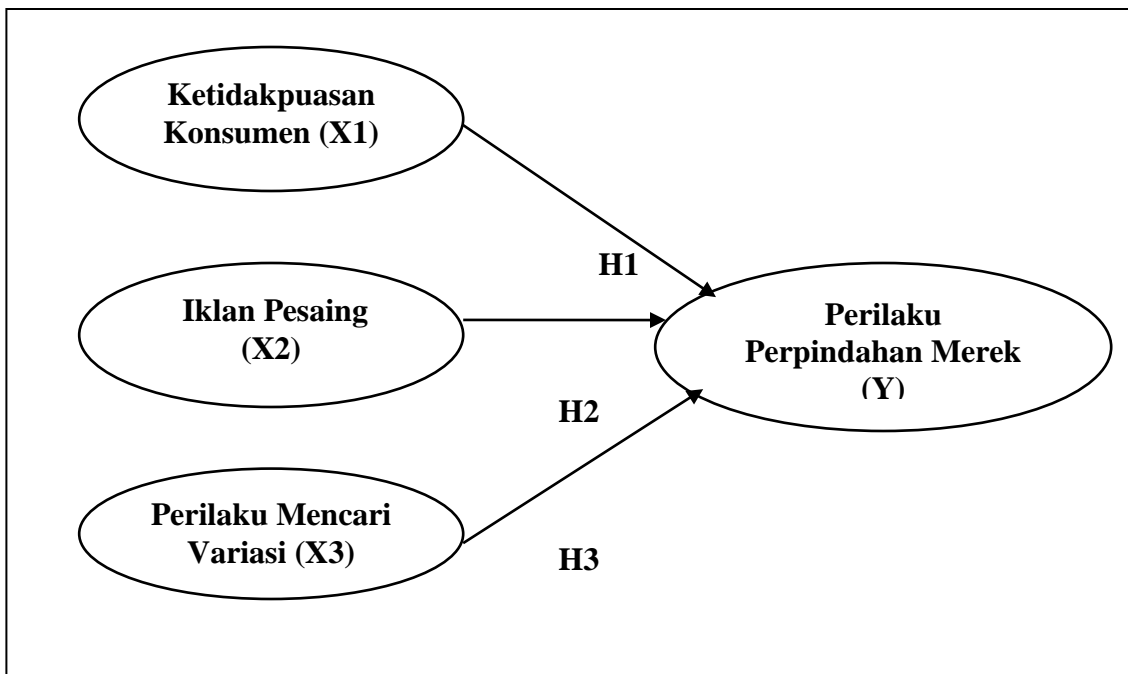 Ketidakpuasan
Konsumen (X1)
H1
Iklan Pesaing
(X2)
Perilaku
Perpindahan Merek
(Y)
H2
Perilaku Mencari
Variasi (X3)
H3